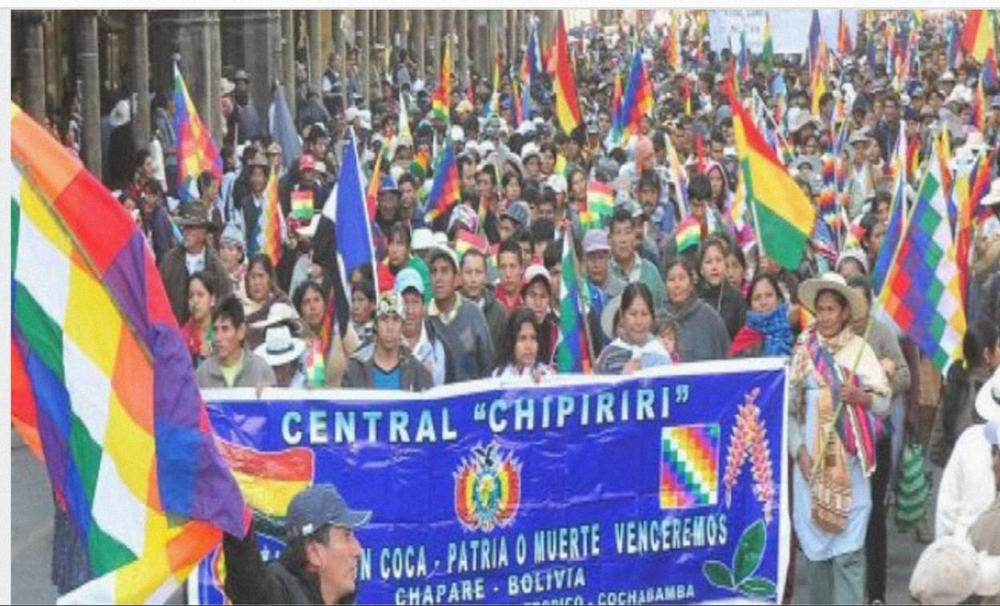 CENTRAL “CHIPIRIRI”
COCA - PATRIA O MUERTE VENCEREMOS
CHAPARE - BOLIVIA
- COCHABAMBA